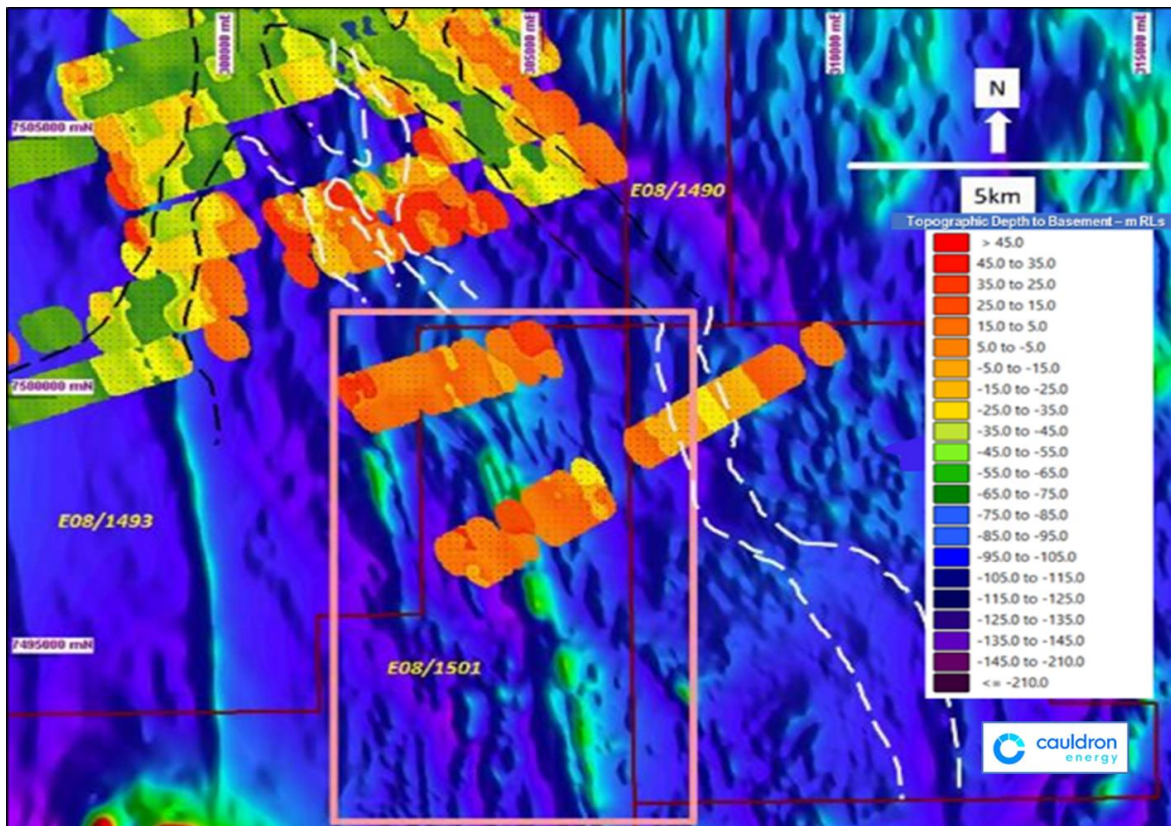 300000 mE
305000 mE
310000 mE
315000 mE
7505000 mN
N
5km
E08/1490
Topographic Depth to Basement – m RLs
> 45.0
45.0 to 35.0
35.0 to 25.0
25.0 to 15.0
15.0 to 5.0
5.0 to -5.0
-5.0 to -15.0
-15.0 to -25.0
-25.0 to -35.0
-35.0 to -45.0
-45.0 to -55.0
-55.0 to -65.0
-65.0 to -75.0
-75.0 to -85.0
-85.0 to -95.0
-95.0 to -105.0
-105.0 to -115.0
-115.0 to -125.0
-125.0 to -135.0
-135.0 to -145.0
-145.0 to -210.0
<= -210.0
7500000 mN
E08/1493
7495000 mN
E08/1501
cauldron
energy